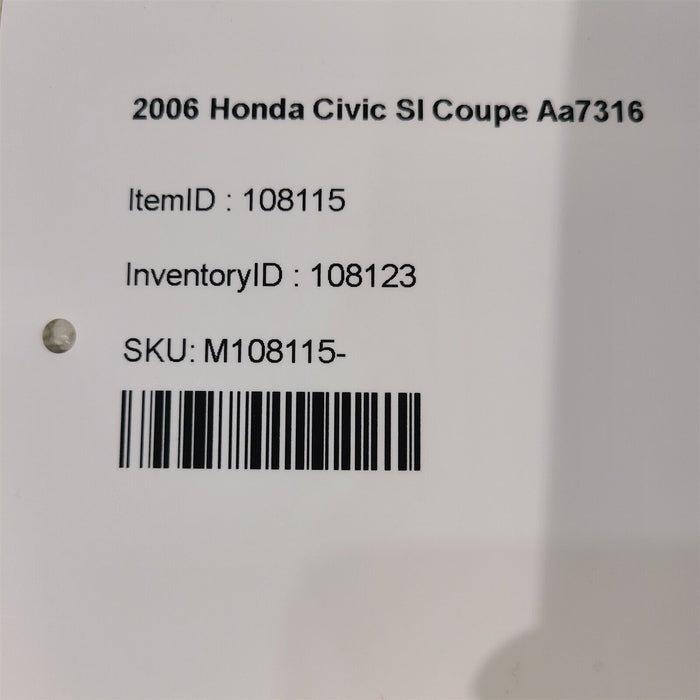 2006 Honda Civic SI Coupe Aa7316
ItemID : 108115
InventoryID : 108123
SKU: M108115-